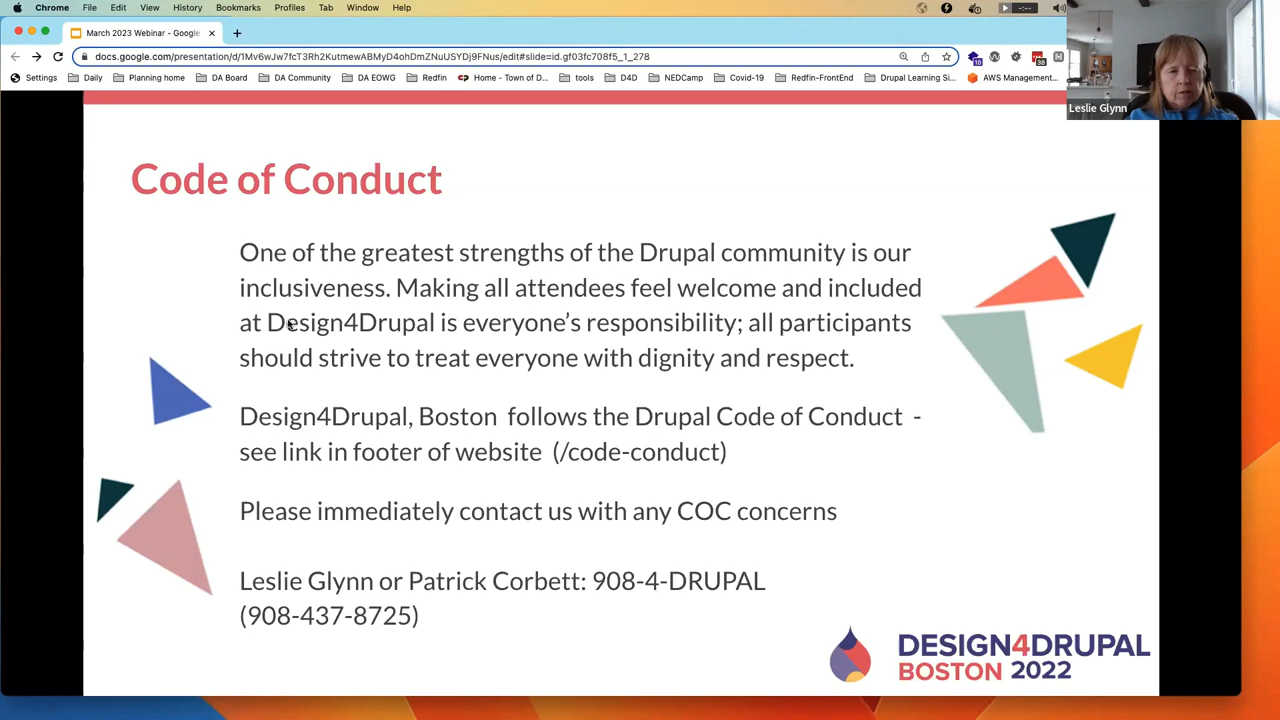 Chrome File Edit View History Bookmarks Profiles Tab Window Help
March 2023 Webinar - Google
docs.google.com/presentation/d/1Mv6wJw7fcT3Rh2KutmewABMyD4ohDmZNuUSYDj9FNus/edit#slide=id.gf03fc708f5_1_278
Settings Daily Planning home DA Board DA Community DA EOWG Redfin Home - Town of D... tools D4D NEDCamp Covid-19 Redfin-FrontEnd Drupal Learning Si... AWS Management...
Leslie Glynn
Code of Conduct
One of the greatest strengths of the Drupal community is our
inclusiveness. Making all attendees feel welcome and included
at Design4Drupal is everyone’s responsibility; all participants
should strive to treat everyone with dignity and respect.
Design4Drupal, Boston follows the Drupal Code of Conduct -
see link in footer of website (/code-conduct)
Please immediately contact us with any COC concerns
Leslie Glynn or Patrick Corbett: 908-4-DRUPAL
(908-437-8725)
DESIGN4DRUPAL
BOSTON 2022